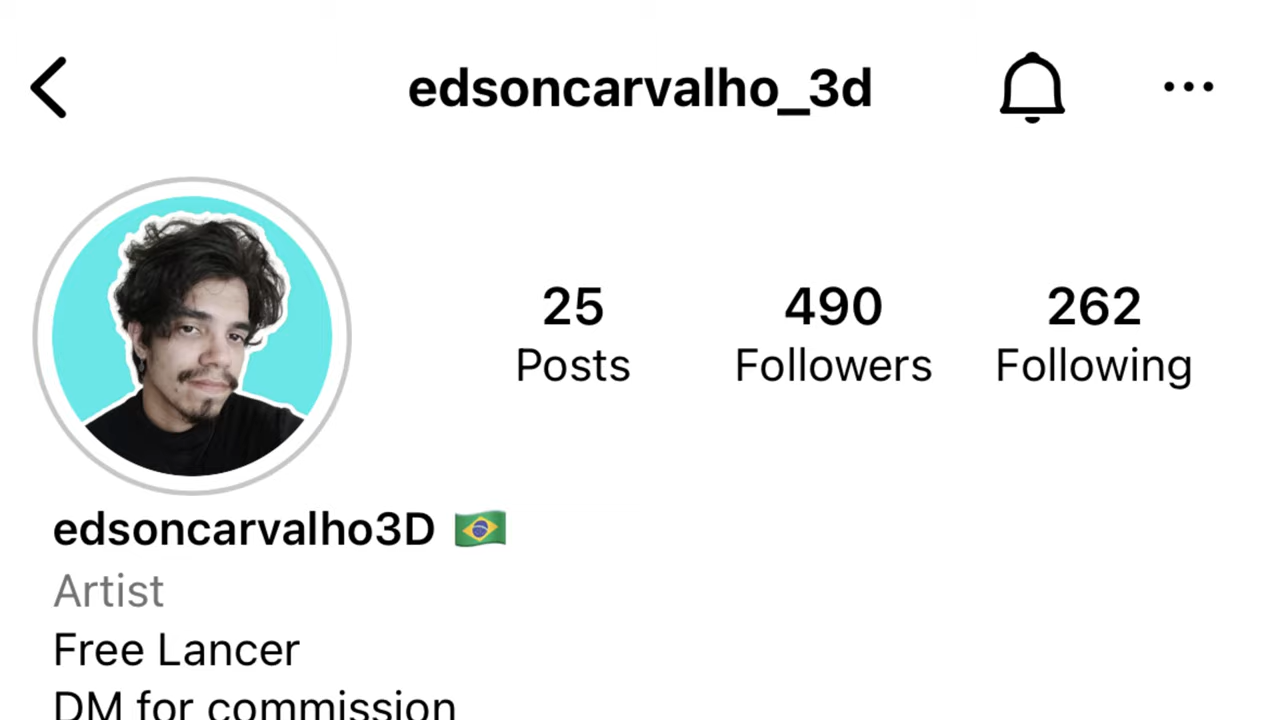 edsoncarvalho_3d
25 490 262
Posts Followers Following
edsoncarvalho3D 🇧🇷
Artist
Free Lancer
DM for commission